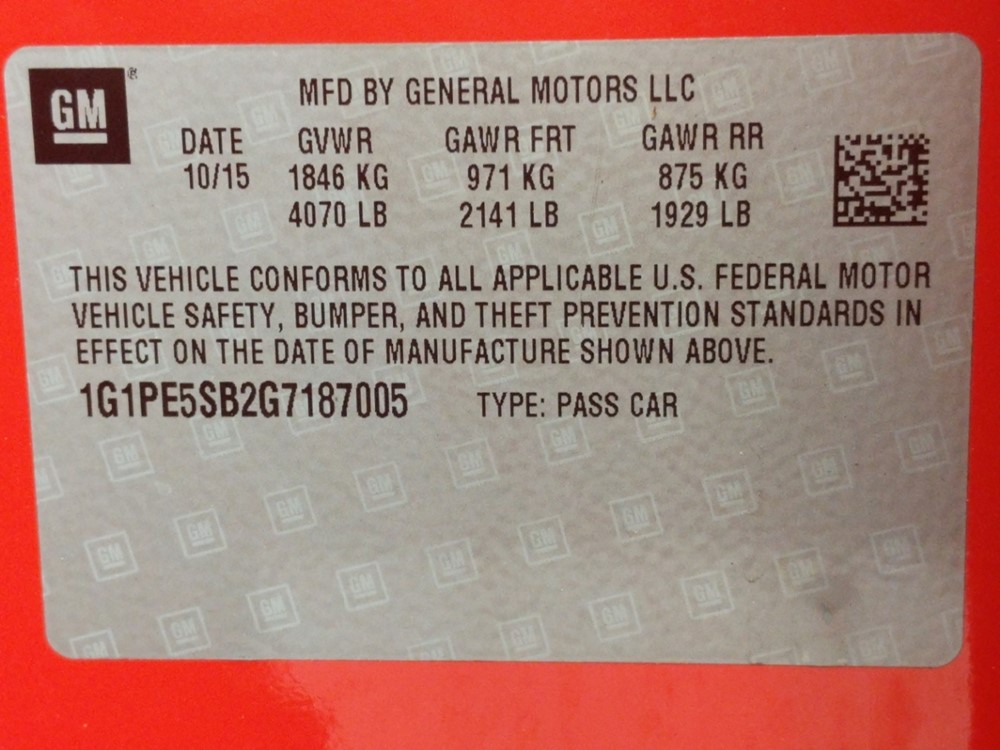 GM
MFD BY GENERAL MOTORS LLC
DATE GVWR GAWR FRT GAWR RR
10/15 1846 KG 971 KG 875 KG
4070 LB 2141 LB 1929 LB
THIS VEHICLE CONFORMS TO ALL APPLICABLE U.S. FEDERAL MOTOR
VEHICLE SAFETY, BUMPER, AND THEFT PREVENTION STANDARDS IN
EFFECT ON THE DATE OF MANUFACTURE SHOWN ABOVE.
1G1PE5SB2G7187005 TYPE: PASS CAR